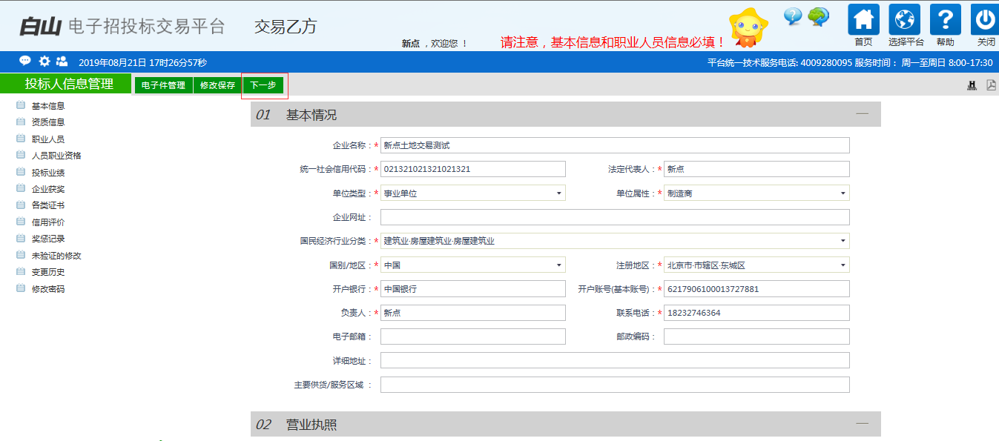 白山 电子招投标交易平台 交易乙方
新点 ，欢迎您 ！ 请注意，基本信息和职业人员信息必填！
首页 选择平台 帮助 关闭
2019年08月21日 17时26分57秒 平台统一技术服务电话: 4009280095 服务时间： 周一至周日 8:00-17:30
投标人信息管理 电子件管理 修改保存 下一步
基本信息
资质信息
职业人员
人员职业资格
投标业绩
企业获奖
各类证书
信用评价
奖惩记录
未验证的修改
变更历史
修改密码
01 基本情况
企业名称：* 新点土地交易测试
统一社会信用代码：* 021321021321021321 法定代表人：* 新点
单位类型：* 事业单位 单位属性：* 制造商
企业网址：
国民经济行业分类：* 建筑业·房屋建筑业·房屋建筑业
国别/地区：* 中国 注册地区：* 北京市·市辖区·东城区
开户银行：* 中国银行 开户账号(基本账号)：* 6217906100013727881
负责人：* 新点 联系电话：* 18232746364
电子邮箱： 邮政编码：
详细地址：
主要供货/服务区域 ：
02 营业执照